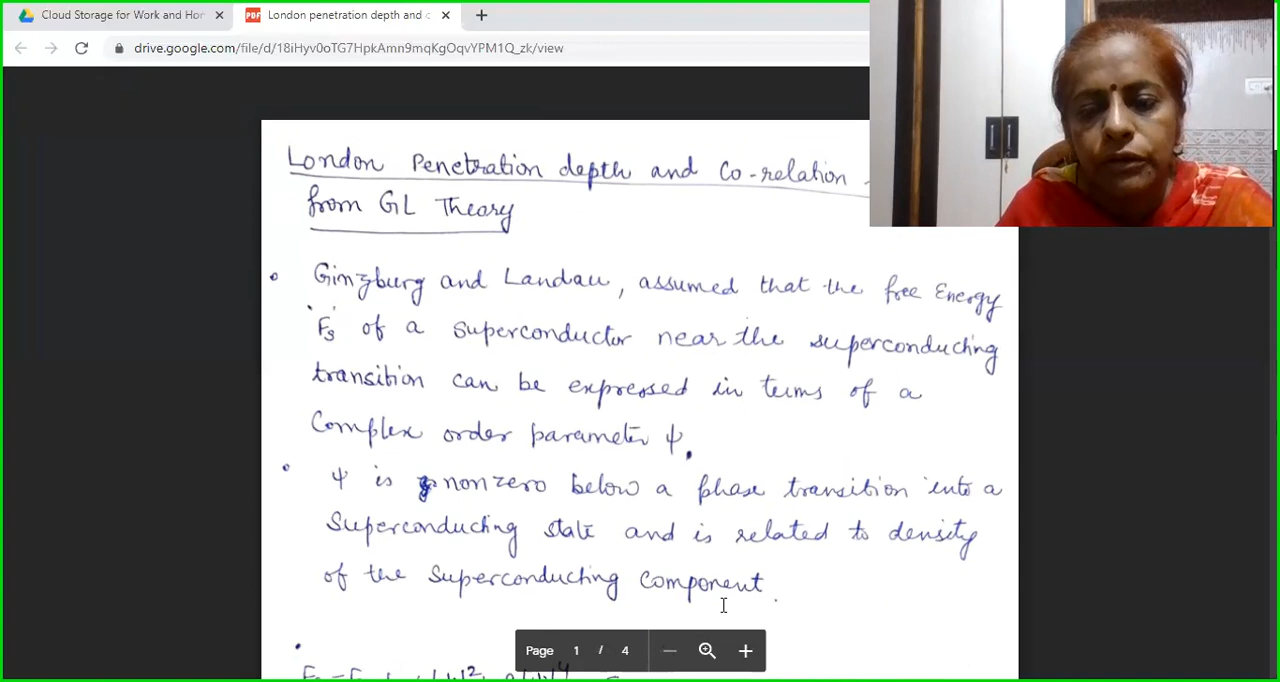 Cloud Storage for Work and Hor
London penetration depth and c
drive.google.com/file/d/18iHyv0oTG7HpkAmn9mqKgOqvYPM1Q_zk/view
London Penetration depth and Co-relation
from GL Theory
Ginzburg and Landau, assumed that the free Energy
'Fs' of a superconductor near the superconducting
transition can be expressed in terms of a
Complex order parameter ψ.
ψ is nonzero below a phase transition into a
Superconducting state and is related to density
of the Superconducting Component.
Page 1 / 4